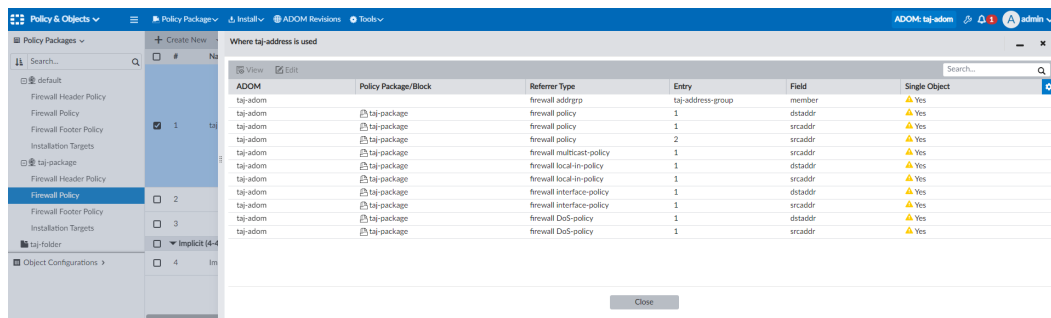 Policy & Objects Policy Package Install ADOM Revisions Tools ADOM: taj-adom 1 A admin
Policy Packages
Search...
default
Firewall Header Policy
Firewall Policy
Firewall Footer Policy
Installation Targets
taj-package
Firewall Header Policy
Firewall Policy
Firewall Footer Policy
Installation Targets
taj-folder
Object Configurations
Create New
# Na
1 taj
2
3
Implicit (4-4
4 Im
Where taj-address is used
View Edit Search...
ADOM Policy Package/Block Referrer Type Entry Field Single Object
taj-adom firewall addrgrp taj-address-group member Yes
taj-adom taj-package firewall policy 1 dstaddr Yes
taj-adom taj-package firewall policy 1 srcaddr Yes
taj-adom taj-package firewall policy 2 srcaddr Yes
taj-adom taj-package firewall multicast-policy 1 srcaddr Yes
taj-adom taj-package firewall local-in-policy 1 dstaddr Yes
taj-adom taj-package firewall local-in-policy 1 srcaddr Yes
taj-adom taj-package firewall interface-policy 1 dstaddr Yes
taj-adom taj-package firewall interface-policy 1 srcaddr Yes
taj-adom taj-package firewall DoS-policy 1 dstaddr Yes
taj-adom taj-package firewall DoS-policy 1 srcaddr Yes
Close